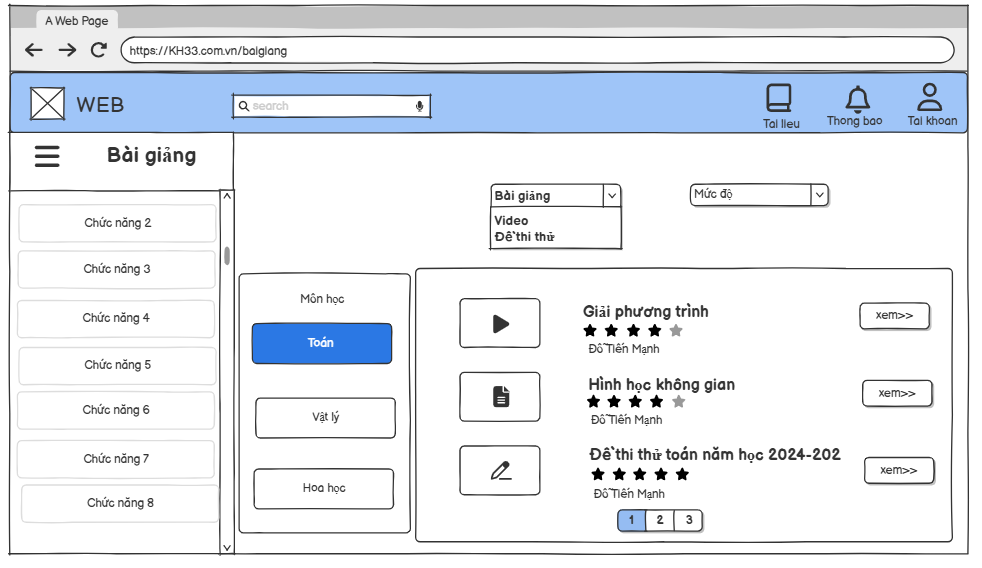 A Web Page
https://KH33.com.vn/baigiang
WEB
search
Tai lieu
Thong bao
Tai khoan
Bài giảng
Chức năng 2
Chức năng 3
Chức năng 4
Chức năng 5
Chức năng 6
Chức năng 7
Chức năng 8
Bài giảng
Video
Đề thi thử
Mức độ
Môn học
Toán
Vật lý
Hoa học
Giải phương trình
Đỗ Tiến Mạnh
xem>>
Hình học không gian
Đỗ Tiến Mạnh
xem>>
Đề thi thử toán năm học 2024-202
Đỗ Tiến Mạnh
xem>>
1 2 3